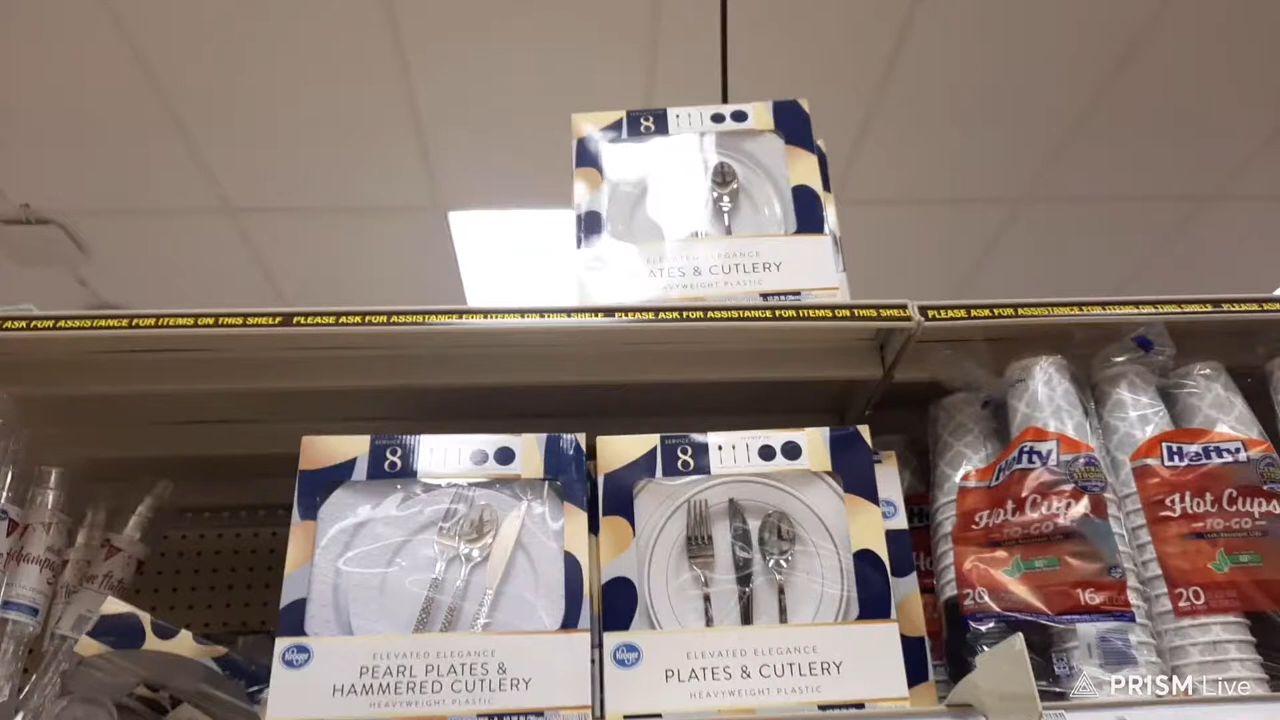 8
ELEVATED ELEGANCE
PLATES & CUTLERY
HEAVYWEIGHT PLASTIC
ASK FOR ASSISTANCE FOR ITEMS ON THIS SHELF PLEASE ASK FOR ASSISTANCE FOR ITEMS ON THIS SHELF PLEASE ASK FOR ASSISTANCE FOR ITEMS ON THIS SHELF
PLEASE ASK FOR ASSISTANCE FOR ITEMS ON THIS SHELF PLEASE AS
SERVICE FOR
8
Kroger
ELEVATED ELEGANCE
PEARL PLATES &
HAMMERED CUTLERY
HEAVYWEIGHT PLASTIC
SERVICE FOR
8
Kroger
ELEVATED ELEGANCE
PLATES & CUTLERY
HEAVYWEIGHT PLASTIC
Hefty
Hot Cups
TO-GO
20
16
Hefty
EXTRA STRONG
Hot Cups
TO-GO
20
PRISM Live